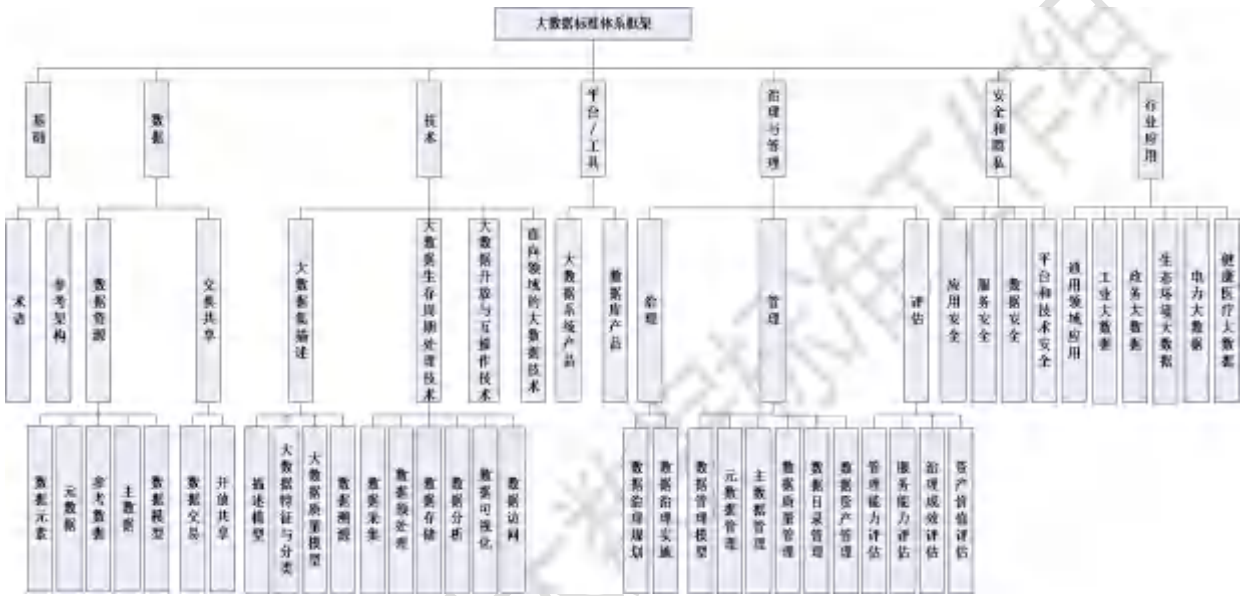 大数据标准体系框架
基础
数据
技术
平台/工具
治理与管理
安全和隐私
行业应用
术语
参考架构
数据资源
交换共享
大数据集描述
大数据生存周期处理技术
大数据开放与互操作技术
面向领域的大数据技术
大数据系统产品
数据库产品
治理
管理
评估
应用安全
服务安全
数据安全
平台和技术安全
通用领域应用
工业大数据
政务大数据
生态环境大数据
电力大数据
健康医疗大数据
数据元素
元数据
参考数据
主数据
数据模型
数据交易
开放共享
描述模型
大数据特征与分类
大数据质量模型
数据溯源
数据采集
数据预处理
数据存储
数据分析
数据可视化
数据访问
数据治理规划
数据治理实施
数据管理模型
元数据管理
主数据管理
数据质量管理
数据目录管理
数据资产管理
管理能力评估
服务能力评估
治理成效评估
资产价值评估
大数据标准工作组